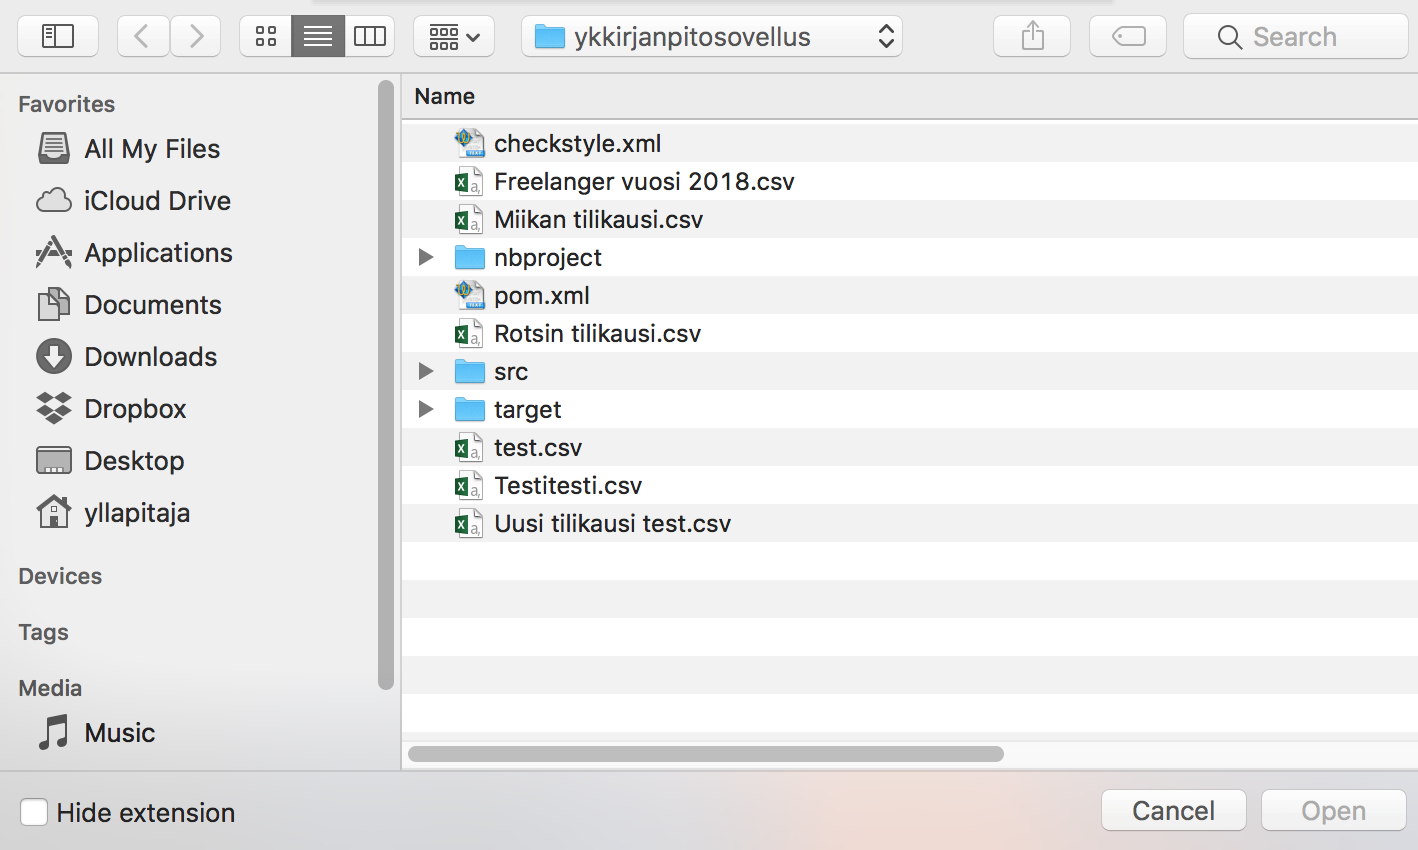 ykkirjanpitosovellus
Search
Favorites
All My Files
iCloud Drive
Applications
Documents
Downloads
Dropbox
Desktop
yllapitaja
Devices
Tags
Media
Music
Name
checkstyle.xml
Freelanger vuosi 2018.csv
Miikan tilikausi.csv
nbproject
pom.xml
Rotsin tilikausi.csv
src
target
test.csv
Testitesti.csv
Uusi tilikausi test.csv
Hide extension
Cancel
Open